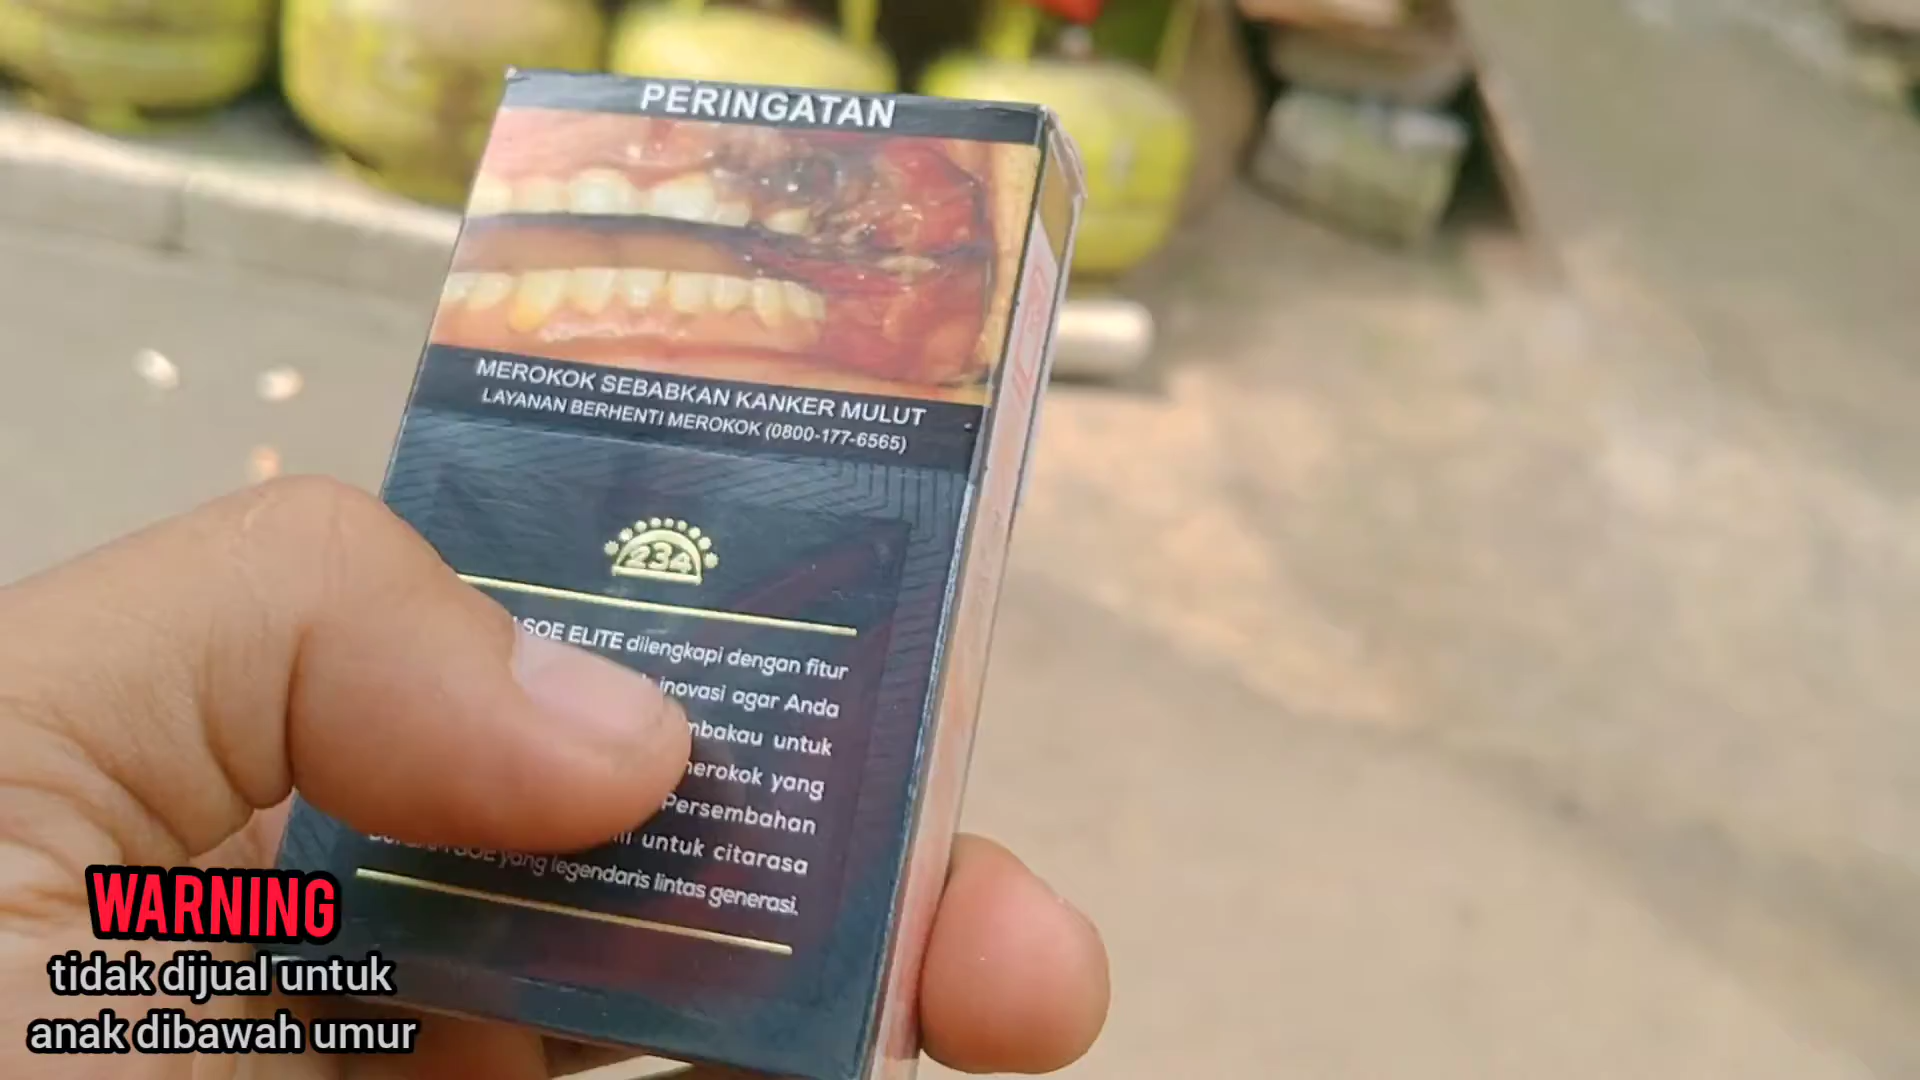 PERINGATAN
MEROKOK SEBABKAN KANKER MULUT
LAYANAN BERHENTI MEROKOK (0800-177-6565)
234
SOE ELITE dilengkapi dengan fitur
inovasi agar Anda
untuk
yang
Persembahan
untuk citarasa
SOE yang legendaris lintas generasi.
WARNING
tidak dijual untuk
anak dibawah umur